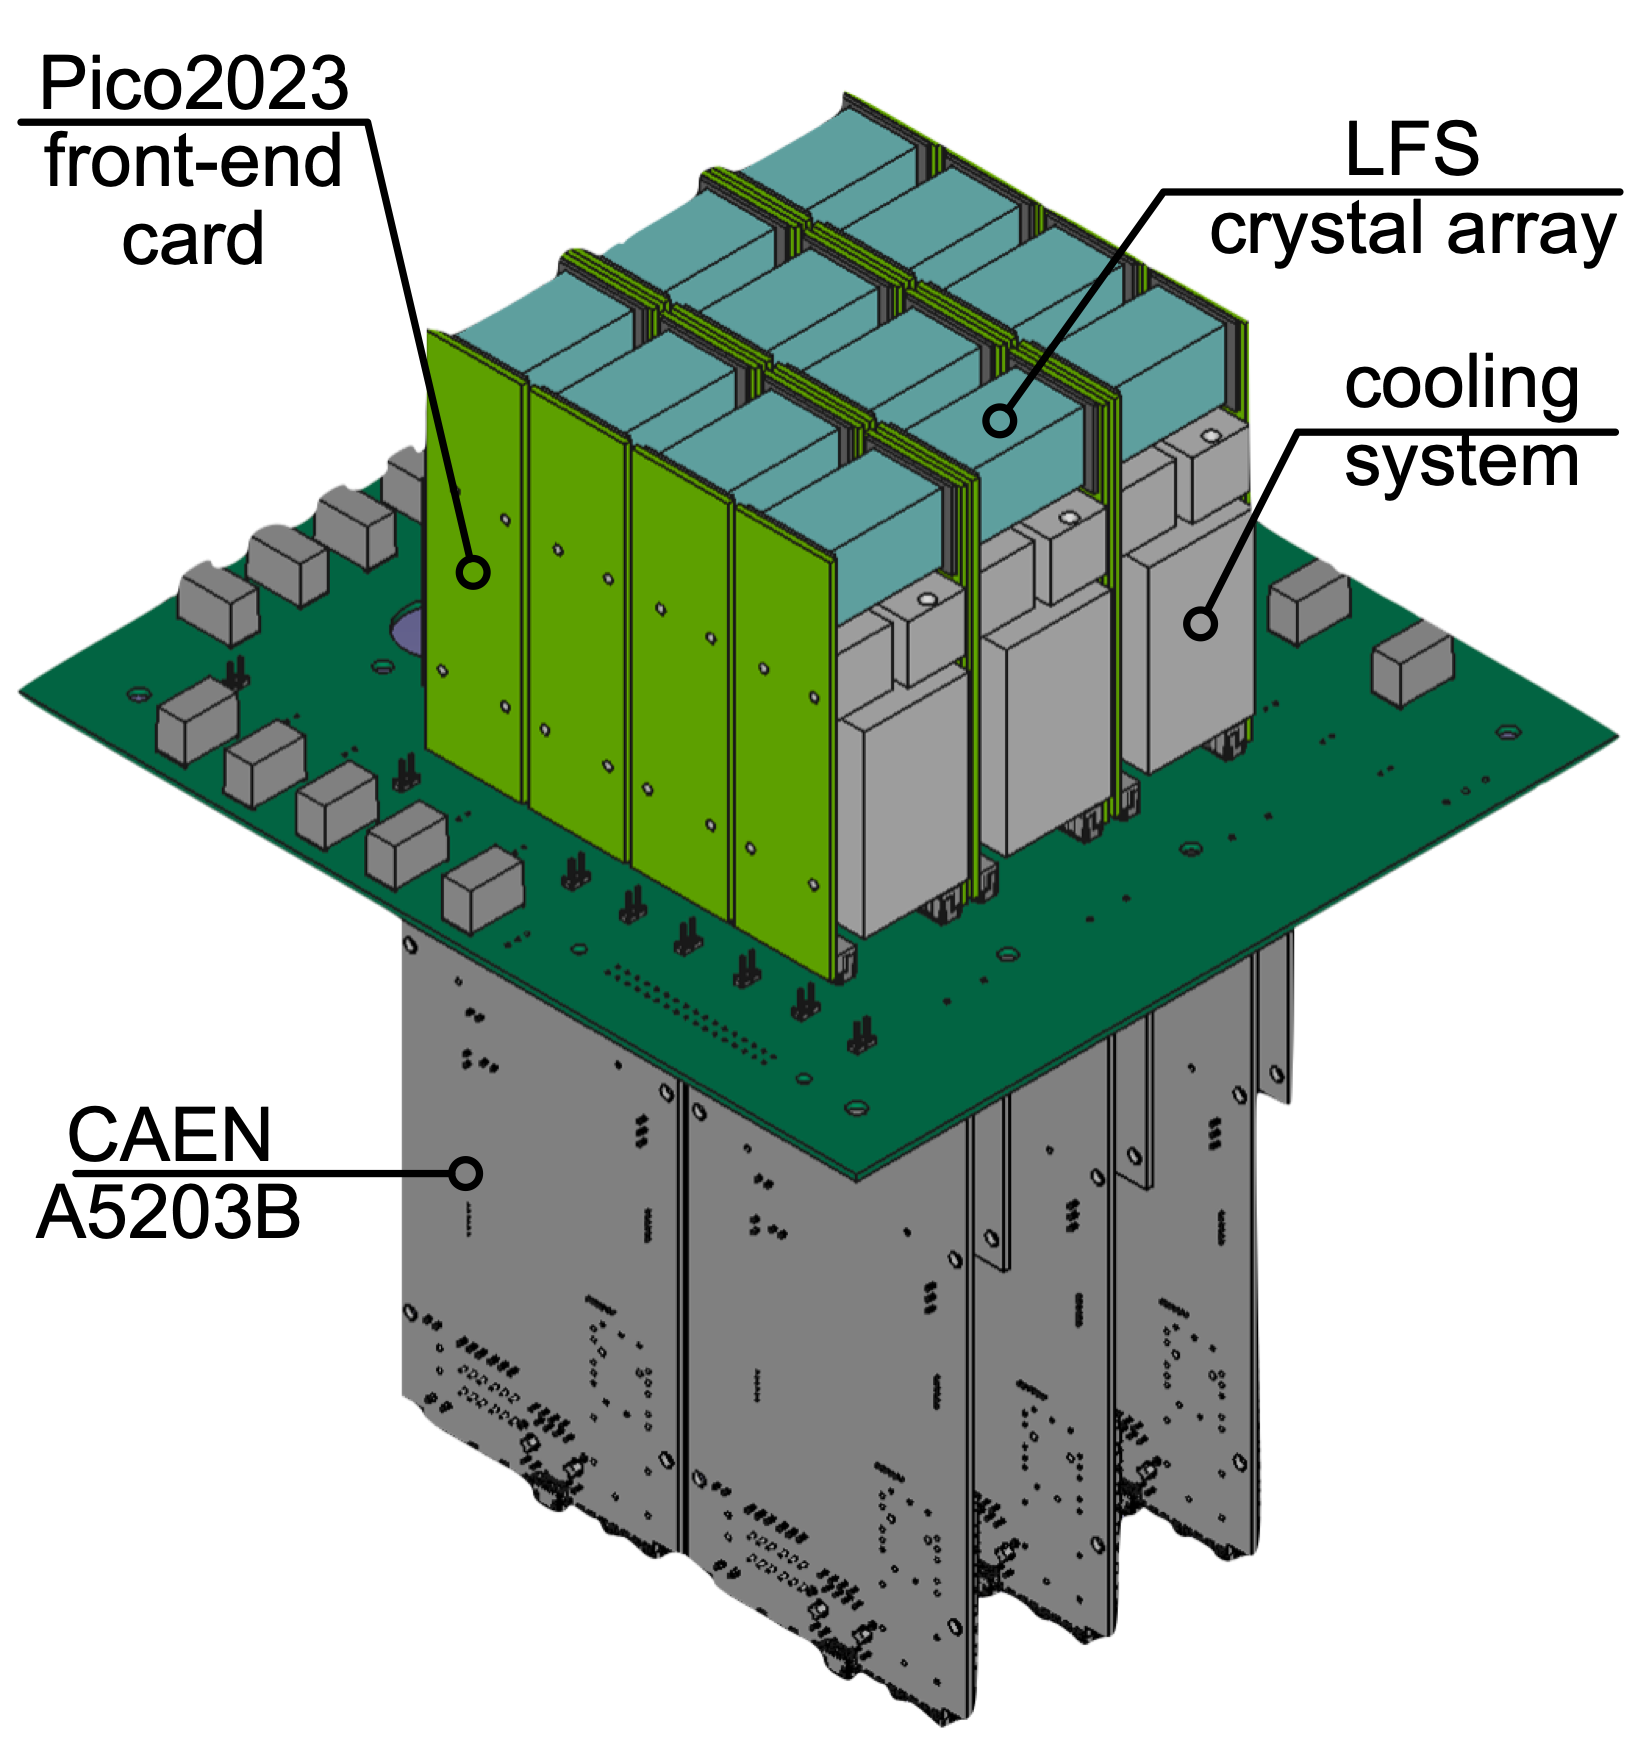 Pico2023
front-end
card
LFS
crystal array
cooling
system
CAEN
A5203B